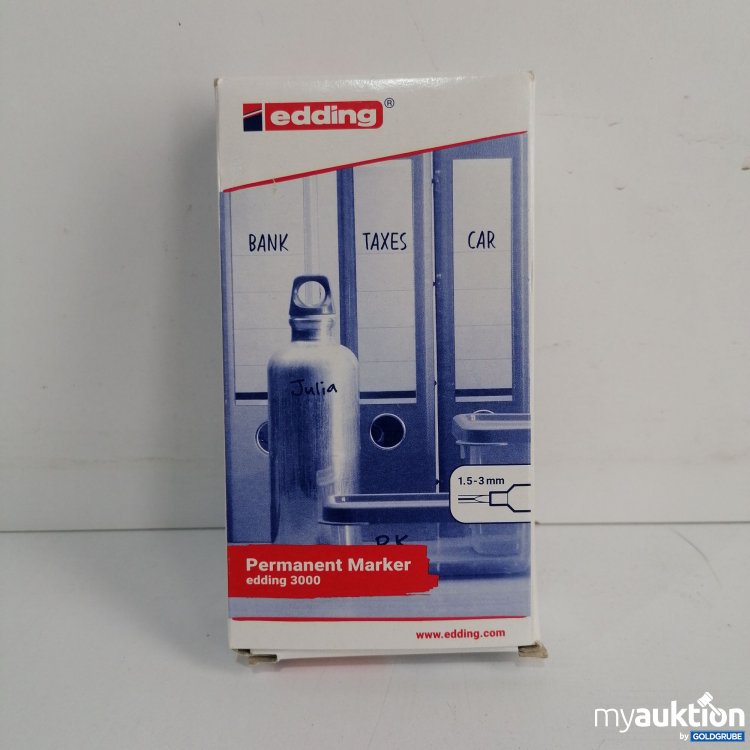 edding®
BANK TAXES CAR
Julia
1.5-3 mm
Permanent Marker
edding 3000
www.edding.com
myauktion
by GOLDGRUBE